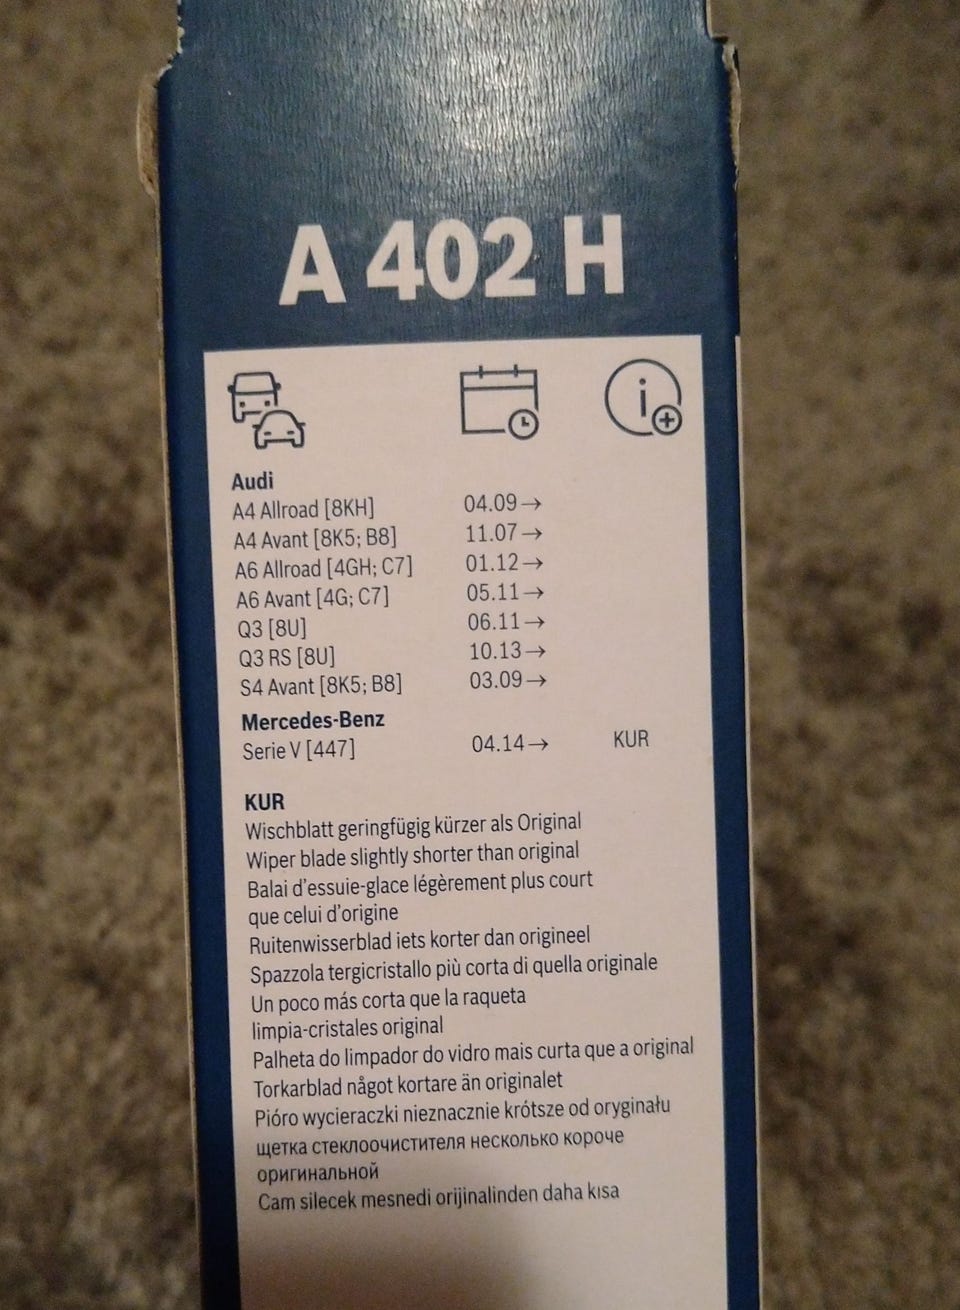 A 402 H
Audi
A4 Allroad [8KH] 04.09→
A4 Avant [8K5; B8] 11.07→
A6 Allroad [4GH; C7] 01.12→
A6 Avant [4G; C7] 05.11→
Q3 [8U] 06.11→
Q3 RS [8U] 10.13→
S4 Avant [8K5; B8] 03.09→
Mercedes-Benz
Serie V [447] 04.14→ KUR
KUR
Wischblatt geringfügig kürzer als Original
Wiper blade slightly shorter than original
Balai d'essuie-glace légèrement plus court
que celui d'origine
Ruitenwisserblad iets korter dan origineel
Spazzola tergicristallo più corta di quella originale
Un poco más corta que la raqueta
limpia-cristales original
Palheta do limpador do vidro mais curta que a original
Torkarblad något kortare än originalet
Pióro wycieraczki nieznacznie krótsze od oryginału
щетка стеклоочистителя несколько короче
оригинальной
Cam silecek mesnedi orijinalinden daha kısa